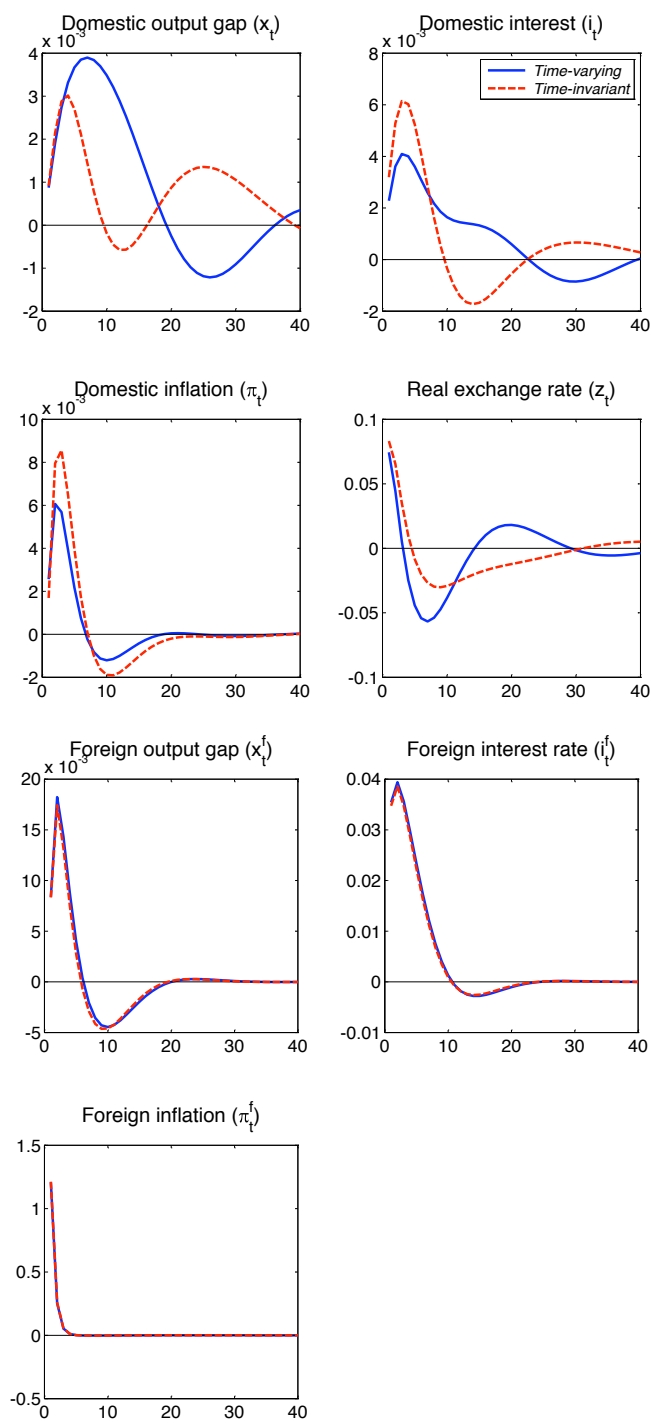 Domestic output gap (x_t)
x 10^-3
4
3
2
1
0
-1
-2
0 10 20 30 40
Domestic interest (i_t)
x 10^-3
8
6
4
2
0
-2
0 10 20 30 40
Time-varying
Time-invariant
Domestic inflation (π_t)
x 10^-3
10
8
6
4
2
0
-2
0 10 20 30 40
Real exchange rate (z_t)
0.1
0.05
0
-0.05
-0.1
0 10 20 30 40
Foreign output gap (x_t^f)
x 10^-3
20
15
10
5
0
-5
0 10 20 30 40
Foreign interest rate (i_t^f)
0.04
0.03
0.02
0.01
0
-0.01
0 10 20 30 40
Foreign inflation (π_t^f)
1.5
1
0.5
0
-0.5
0 10 20 30 40